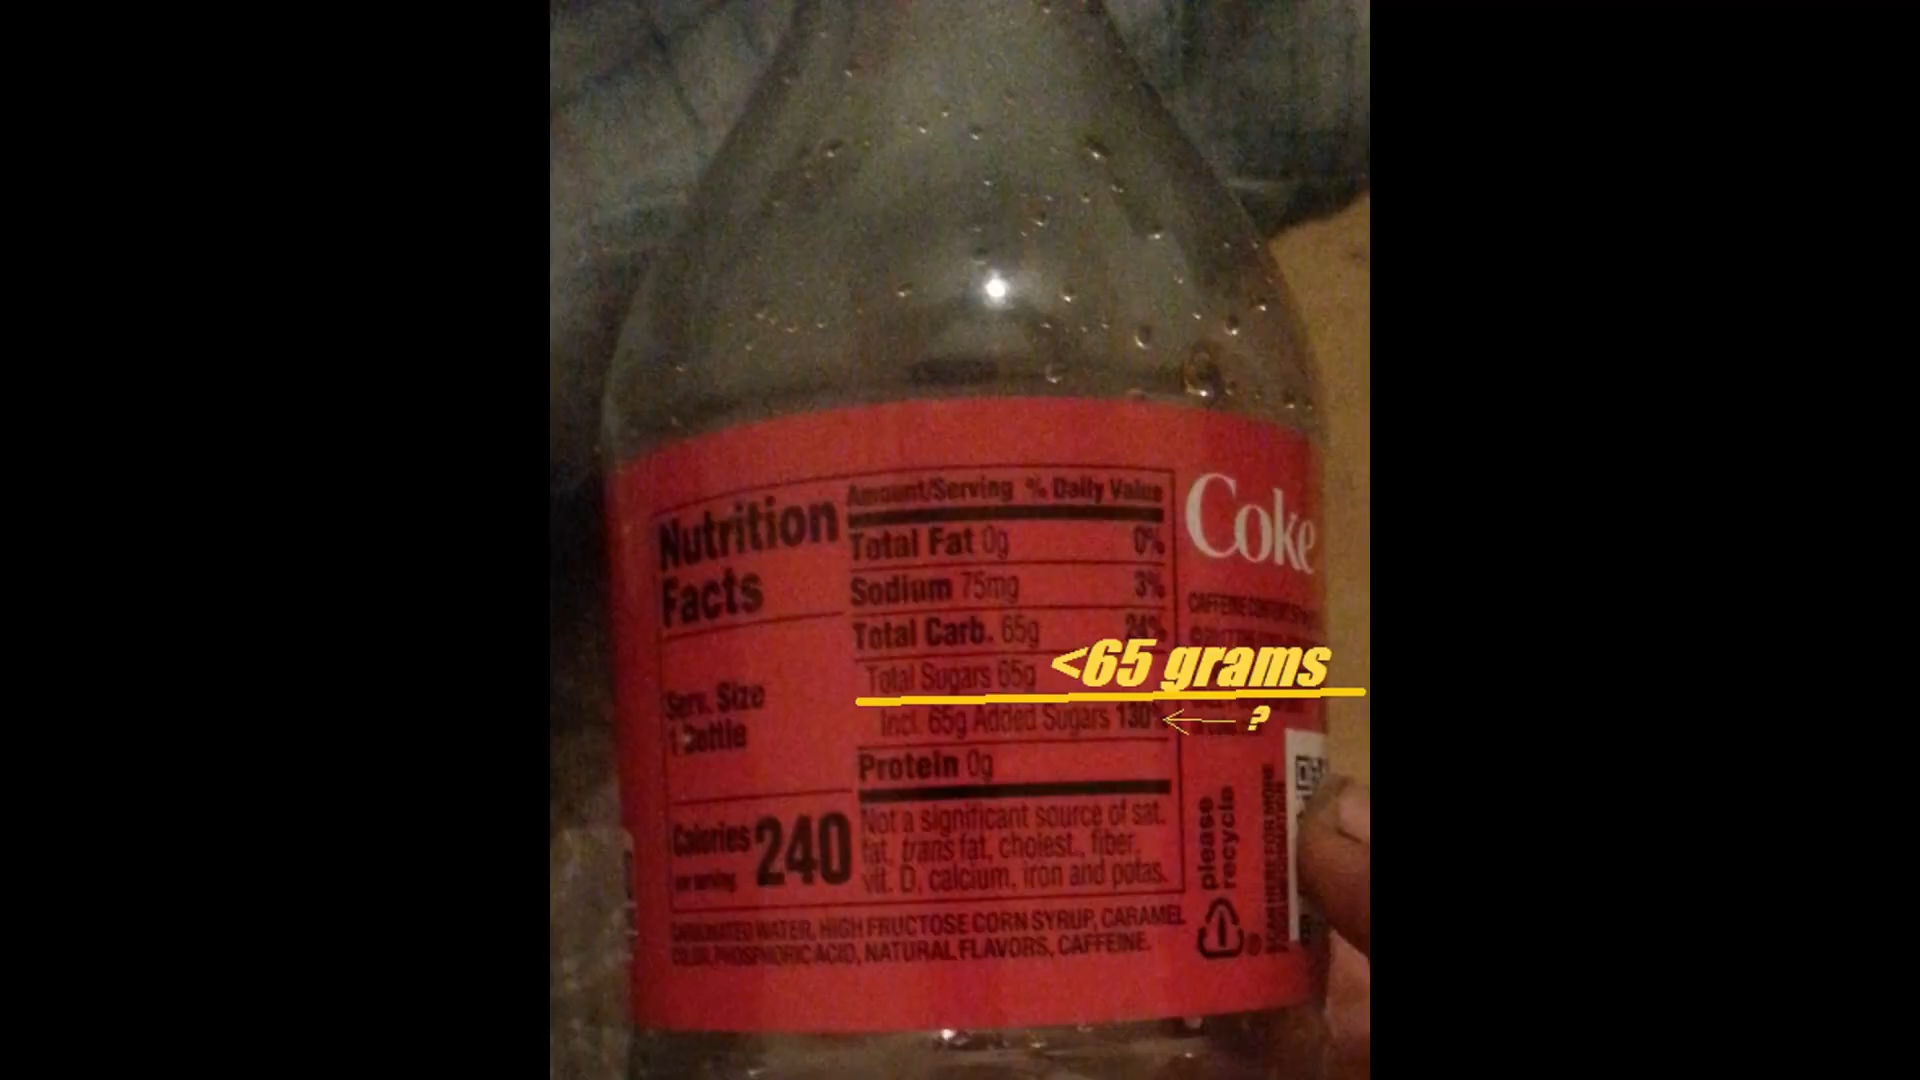 Nutrition
Facts
Serv. Size
1 Bottle
Calories 240
per serving
Amount/Serving % Daily Value
Total Fat 0g 0%
Sodium 75mg 3%
Total Carb. 65g 24%
Total Sugars 65g
<65 grams
Incl. 65g Added Sugars 130%
?
Protein 0g
Not a significant source of sat.
fat, trans fat, cholest., fiber,
vit. D, calcium, iron and potas.
CARBONATED WATER, HIGH FRUCTOSE CORN SYRUP, CARAMEL
COLOR, PHOSPHORIC ACID, NATURAL FLAVORS, CAFFEINE.
Coke
CAFFEINE CONTENT
please
recycle